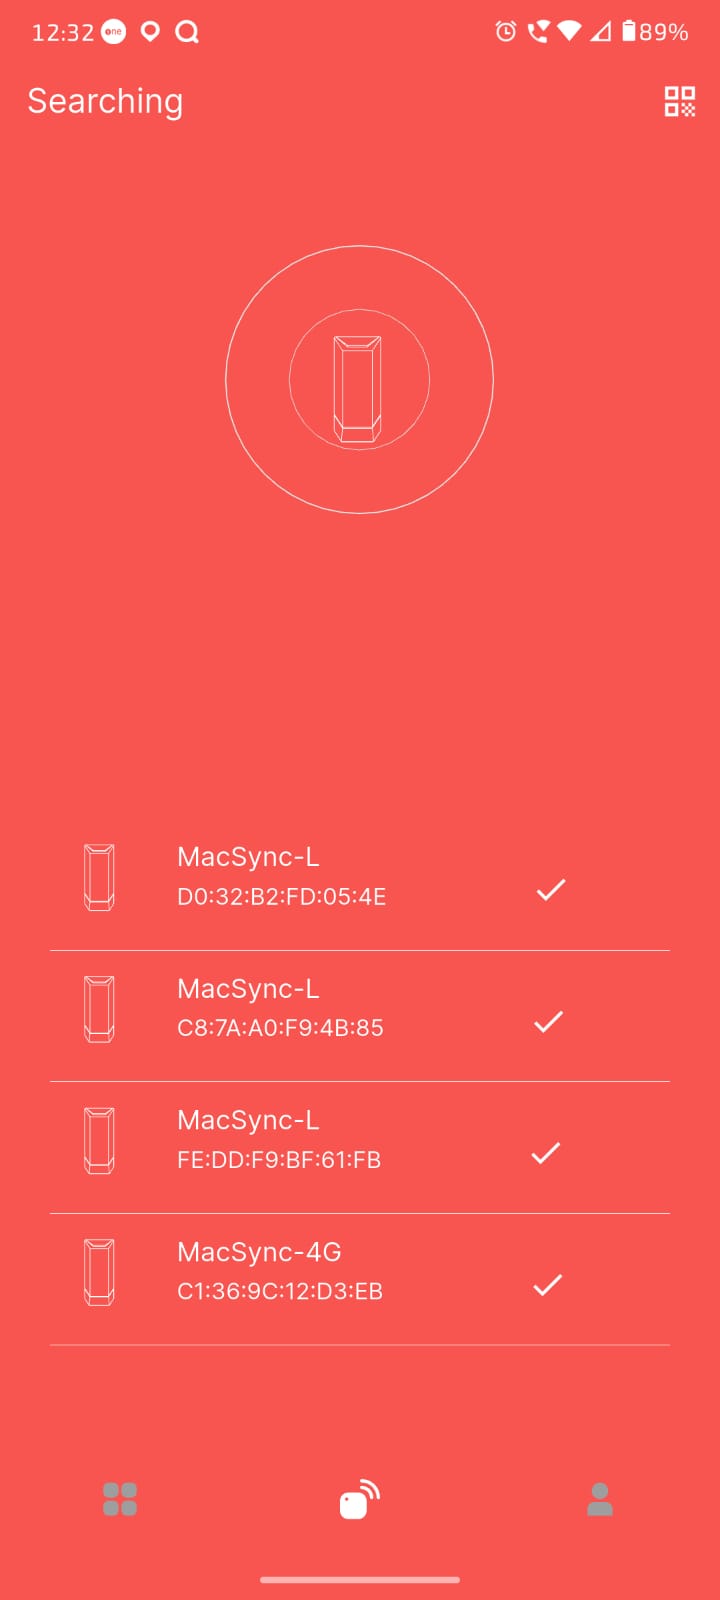 12:32 one 89%
Searching
MacSync-L
D0:32:B2:FD:05:4E
MacSync-L
C8:7A:A0:F9:4B:85
MacSync-L
FE:DD:F9:BF:61:FB
MacSync-4G
C1:36:9C:12:D3:EB